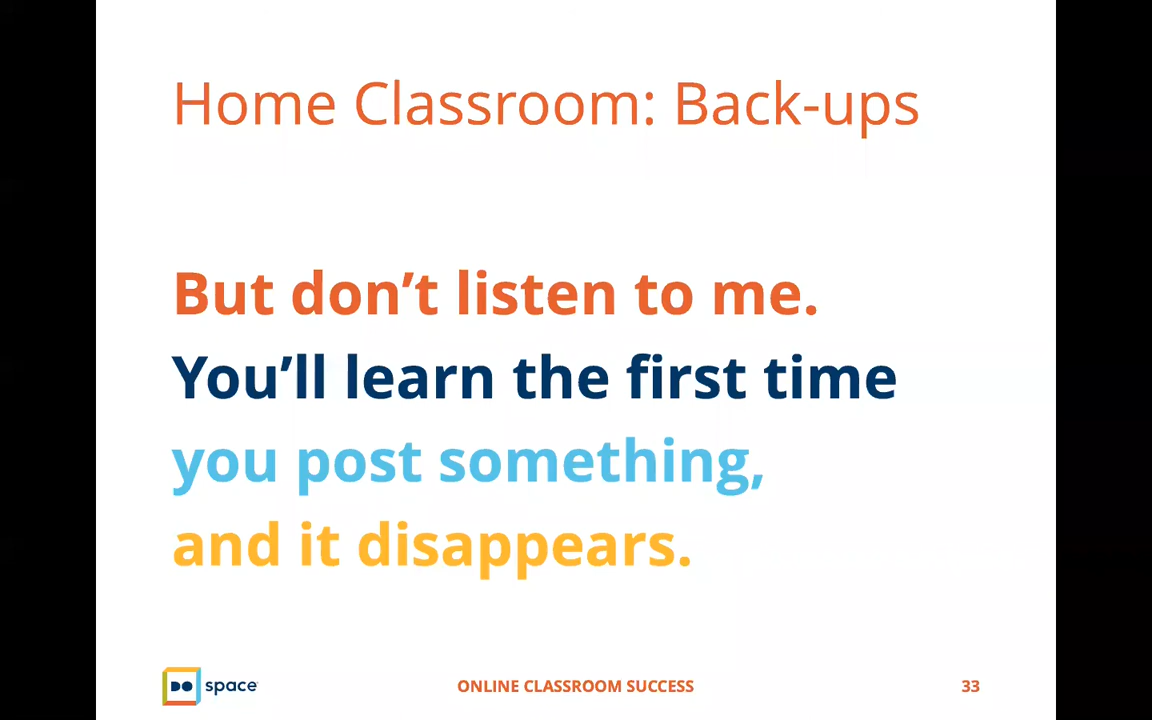 Home Classroom: Back-ups
But don’t listen to me.
You’ll learn the first time
you post something,
and it disappears.
DO space
ONLINE CLASSROOM SUCCESS
33